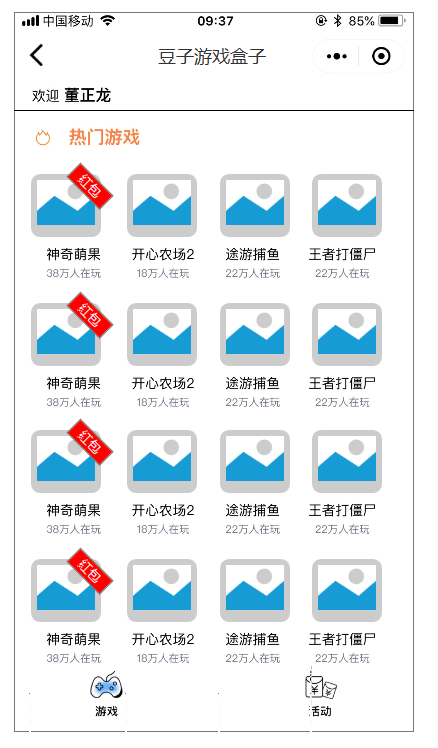 中国移动 09:37 85%
豆子游戏盒子
欢迎 董正龙
热门游戏
红包
神奇萌果 开心农场2 途游捕鱼 王者打僵尸
38万人在玩 18万人在玩 22万人在玩 22万人在玩
红包
神奇萌果 开心农场2 途游捕鱼 王者打僵尸
38万人在玩 18万人在玩 22万人在玩 22万人在玩
红包
神奇萌果 开心农场2 途游捕鱼 王者打僵尸
38万人在玩 18万人在玩 22万人在玩 22万人在玩
红包
神奇萌果 开心农场2 途游捕鱼 王者打僵尸
38万人在玩 18万人在玩 22万人在玩 22万人在玩
¥ ¥
游戏 活动